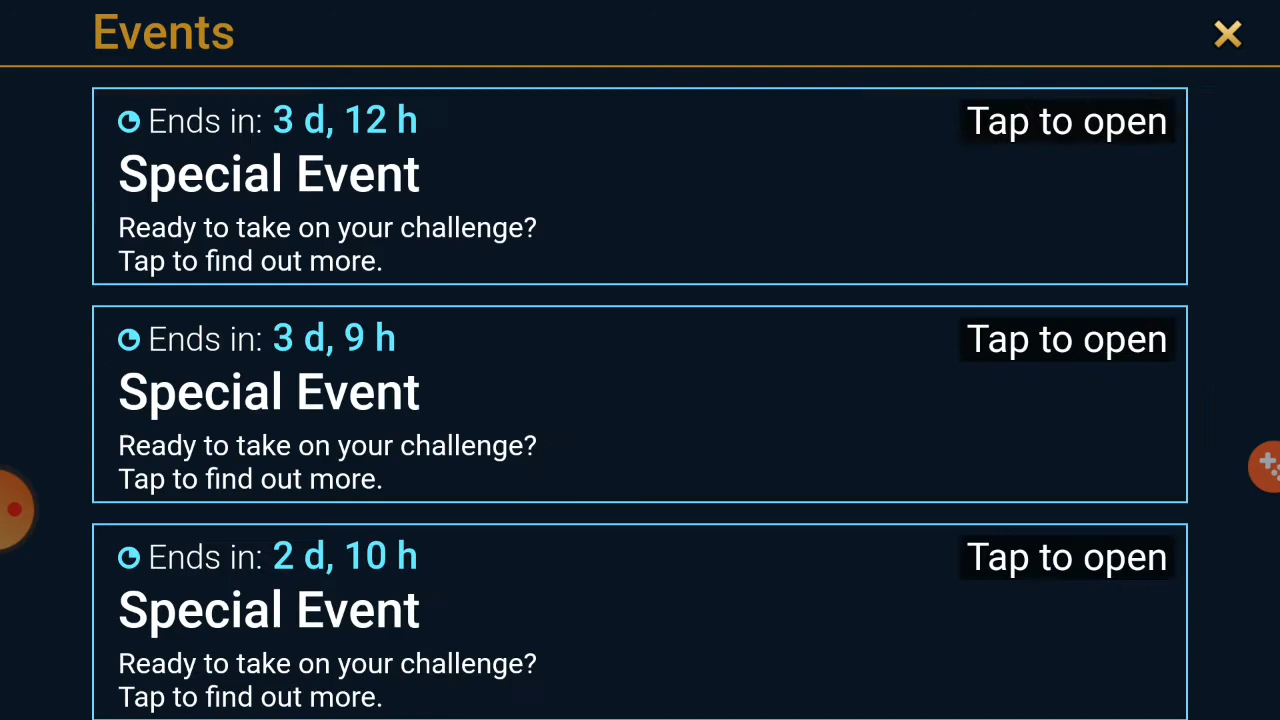 Events
Ends in: 3 d, 12 h
Tap to open
Special Event
Ready to take on your challenge?
Tap to find out more.
Ends in: 3 d, 9 h
Tap to open
Special Event
Ready to take on your challenge?
Tap to find out more.
Ends in: 2 d, 10 h
Tap to open
Special Event
Ready to take on your challenge?
Tap to find out more.